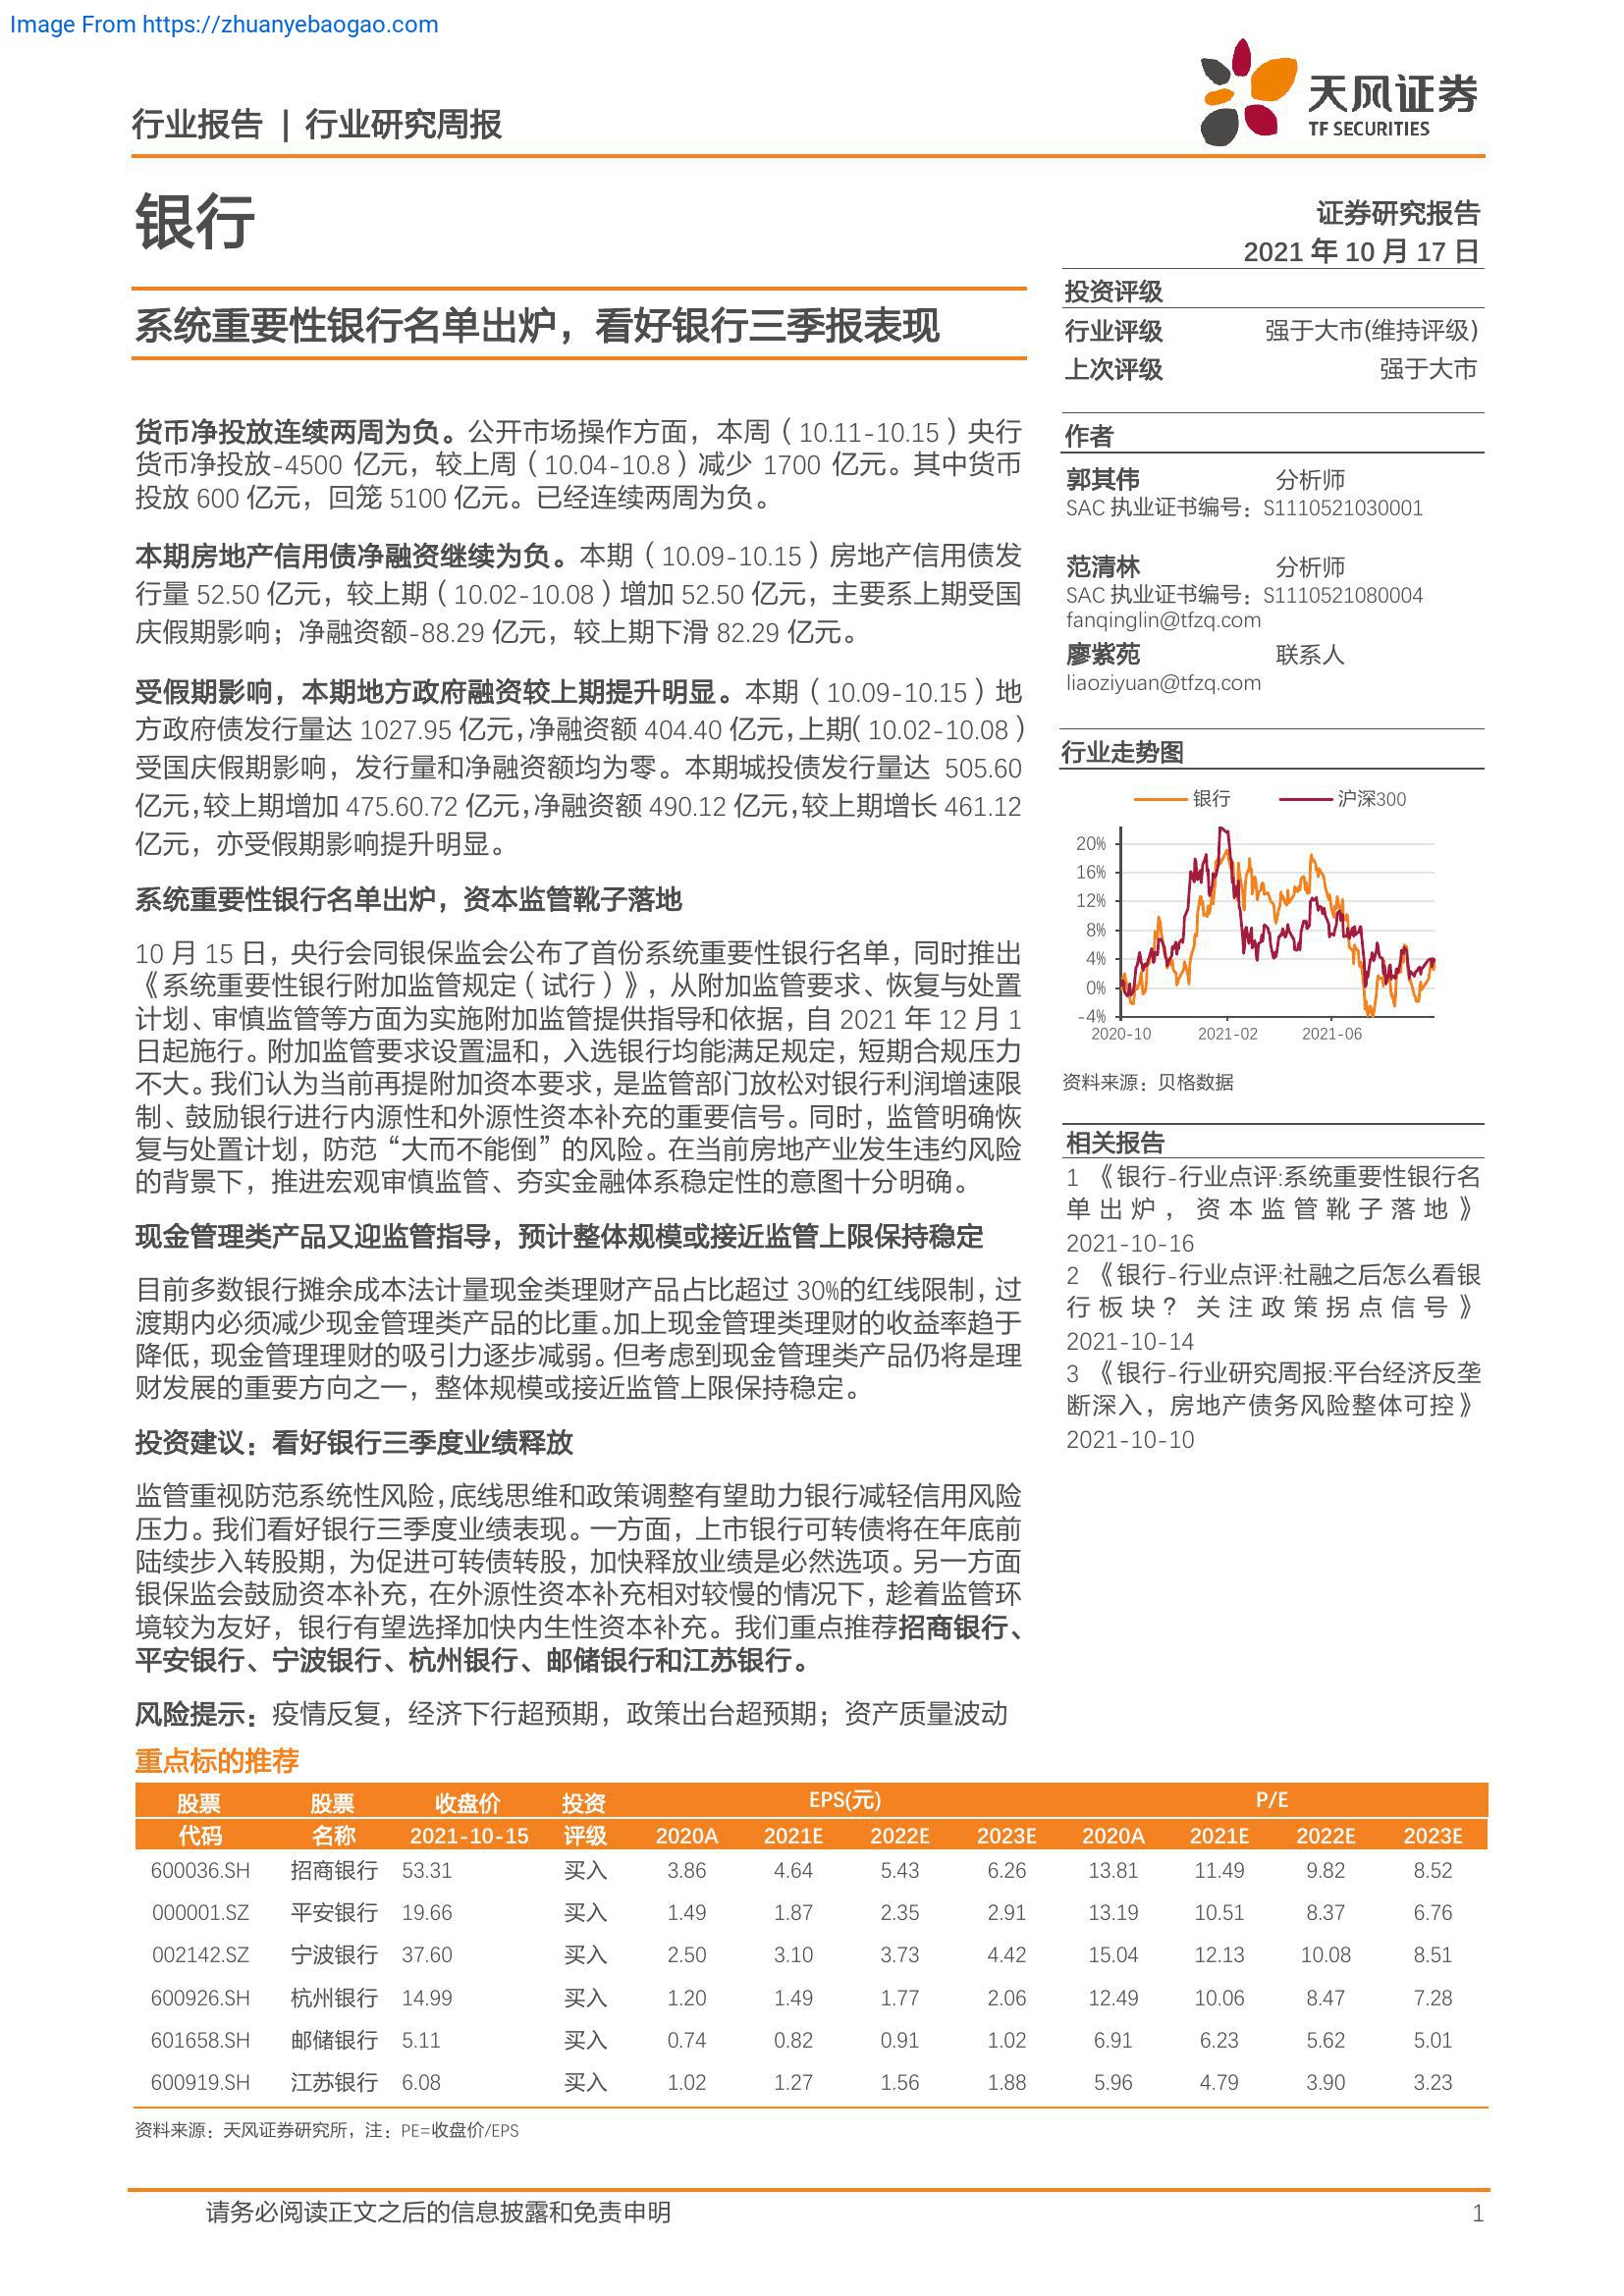 Image From https://zhuanyebaogao.com
天风证券
TF SECURITIES
行业报告 | 行业研究周报
银行
证券研究报告
2021 年 10 月 17 日
系统重要性银行名单出炉，看好银行三季报表现
投资评级
行业评级 强于大市(维持评级)
上次评级 强于大市
货币净投放连续两周为负。公开市场操作方面，本周（10.11-10.15）央行
货币净投放-4500 亿元，较上周（10.04-10.8）减少 1700 亿元。其中货币
投放 600 亿元，回笼 5100 亿元。已经连续两周为负。
本期房地产信用债净融资继续为负。本期（10.09-10.15）房地产信用债发
行量 52.50 亿元，较上期（10.02-10.08）增加 52.50 亿元，主要系上期受国
庆假期影响；净融资额-88.29 亿元，较上期下滑 82.29 亿元。
受假期影响，本期地方政府融资较上期提升明显。本期（10.09-10.15）地
方政府债发行量达 1027.95 亿元，净融资额 404.40 亿元，上期（10.02-10.08）
受国庆假期影响，发行量和净融资额均为零。本期城投债发行量达 505.60
亿元，较上期增加 475.60.72 亿元，净融资额 490.12 亿元，较上期增长 461.12
亿元，亦受假期影响提升明显。
系统重要性银行名单出炉，资本监管靴子落地
10 月 15 日，央行会同银保监会公布了首份系统重要性银行名单，同时推出
《系统重要性银行附加监管规定（试行）》，从附加监管要求、恢复与处置
计划、审慎监管等方面为实施附加监管提供指导和依据，自 2021 年 12 月 1
日起施行。附加监管要求设置温和，入选银行均能满足规定，短期合规压力
不大。我们认为当前再提附加资本要求，是监管部门放松对银行利润增速限
制、鼓励银行进行内源性和外源性资本补充的重要信号。同时，监管明确恢
复与处置计划，防范“大而不能倒”的风险。在当前房地产业发生违约风险
的背景下，推进宏观审慎监管、夯实金融体系稳定性的意图十分明确。
现金管理类产品又迎监管指导，预计整体规模或接近监管上限保持稳定
目前多数银行摊余成本法计量现金类理财产品占比超过 30%的红线限制，过
渡期内必须减少现金管理类产品的比重。加上现金管理类理财的收益率趋于
降低，现金管理理财的吸引力逐步减弱。但考虑到现金管理类产品仍将是理
财发展的重要方向之一，整体规模或接近监管上限保持稳定。
投资建议：看好银行三季度业绩释放
监管重视防范系统性风险，底线思维和政策调整有望助力银行减轻信用风险
压力。我们看好银行三季度业绩表现。一方面，上市银行可转债将在年底前
陆续步入转股期，为促进可转债转股，加快释放业绩是必然选项。另一方面
银保监会鼓励资本补充，在外源性资本补充相对较慢的情况下，趁着监管环
境较为友好，银行有望选择加快内生性资本补充。我们重点推荐招商银行、
平安银行、宁波银行、杭州银行、邮储银行和江苏银行。
风险提示：疫情反复，经济下行超预期，政策出台超预期；资产质量波动
作者
郭其伟 分析师
SAC 执业证书编号：S1110521030001
范清林 分析师
SAC 执业证书编号：S1110521080004
fanqinglin@tfzq.com
廖紫苑 联系人
liaoziyuan@tfzq.com
行业走势图
银行 沪深300
20%
16%
12%
8%
4%
0%
-4%
2020-10 2021-02 2021-06
资料来源：贝格数据
相关报告
1 《银行-行业点评:系统重要性银行名
单出炉，资本监管靴子落地》
2021-10-16
2 《银行-行业点评:社融之后怎么看银
行板块？关注政策拐点信号》
2021-10-14
3 《银行-行业研究周报:平台经济反垄
断深入，房地产债务风险整体可控》
2021-10-10
重点标的推荐
股票 股票 收盘价 投资 EPS(元) P/E
代码 名称 2021-10-15 评级 2020A 2021E 2022E 2023E 2020A 2021E 2022E 2023E
600036.SH 招商银行 53.31 买入 3.86 4.64 5.43 6.26 13.81 11.49 9.82 8.52
000001.SZ 平安银行 19.66 买入 1.49 1.87 2.35 2.91 13.19 10.51 8.37 6.76
002142.SZ 宁波银行 37.60 买入 2.50 3.10 3.73 4.42 15.04 12.13 10.08 8.51
600926.SH 杭州银行 14.99 买入 1.20 1.49 1.77 2.06 12.49 10.06 8.47 7.28
601658.SH 邮储银行 5.11 买入 0.74 0.82 0.91 1.02 6.91 6.23 5.62 5.01
600919.SH 江苏银行 6.08 买入 1.02 1.27 1.56 1.88 5.96 4.79 3.90 3.23
资料来源：天风证券研究所，注：PE=收盘价/EPS
请务必阅读正文之后的信息披露和免责申明 1